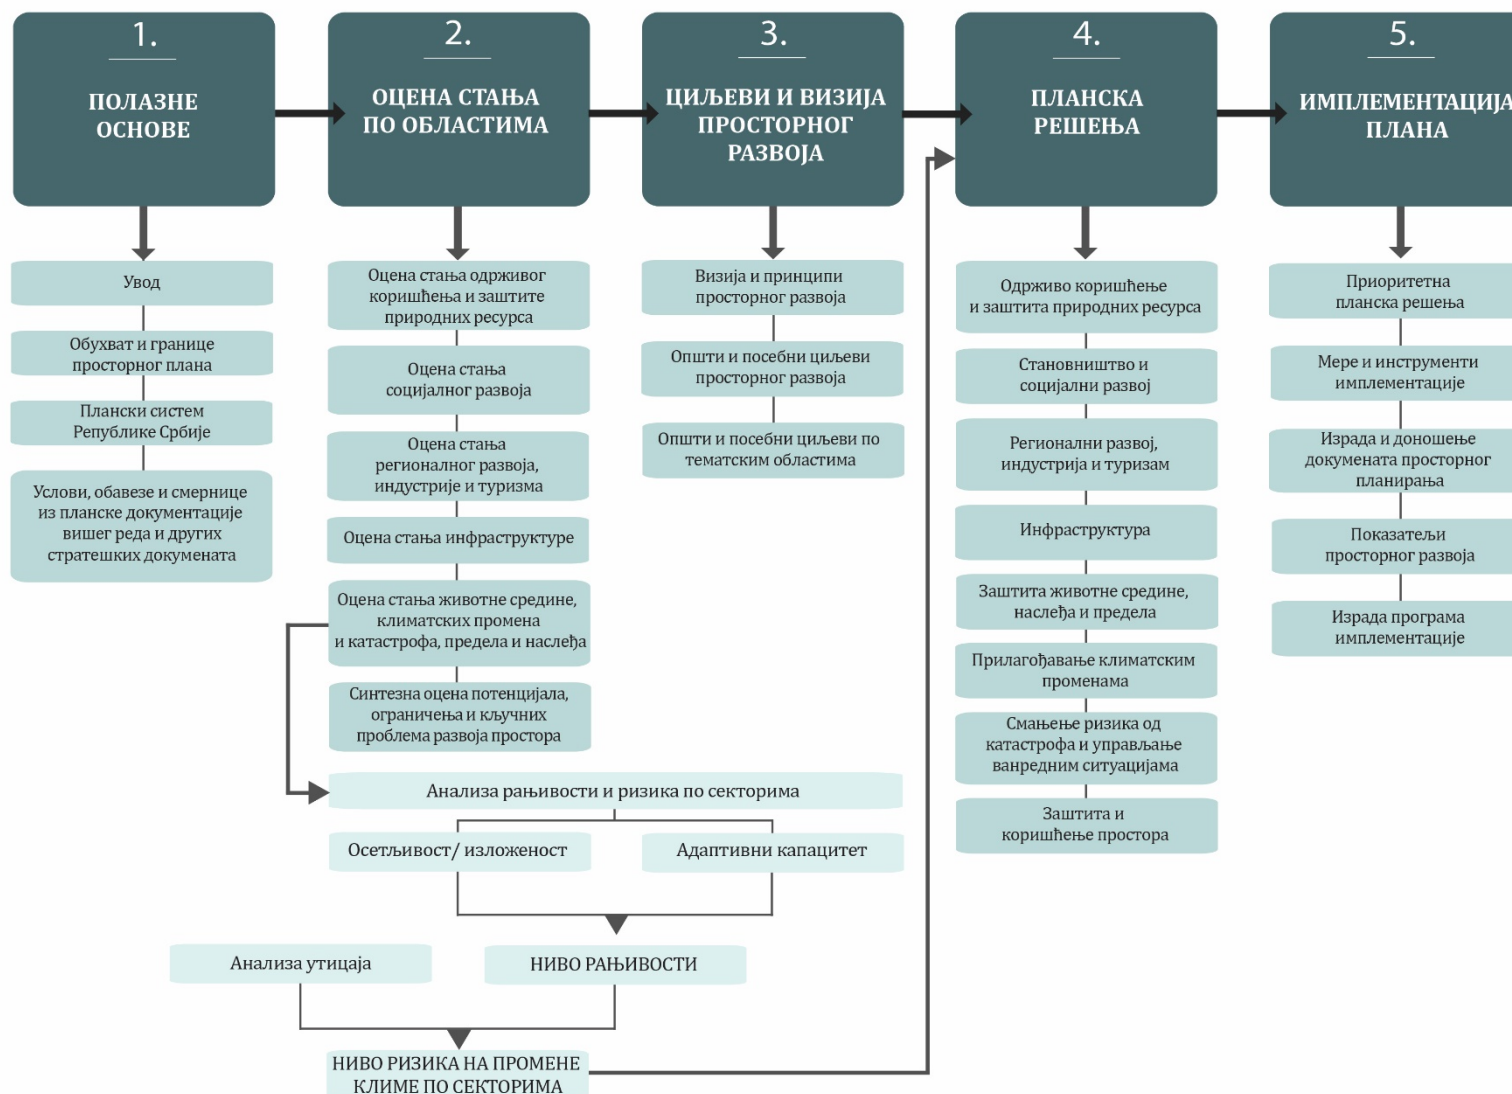 1.
ПОЛАЗНЕ
ОСНОВЕ
Увод
Обухват и границе
просторног плана
Плански систем
Републике Србије
Услови, обавезе и смернице
из планске документације
вишег реда и других
стратешких докумената
2.
ОЦЕНА СТАЊА
ПО ОБЛАСТИМА
Оцена стања одрживог
коришћења и заштите
природних ресурса
Оцена стања
социјалног развоја
Оцена стања
регионалног развоја,
индустрије и туризма
Оцена стања инфраструктуре
Оцена стања животне средине,
климатских промена
и катастрофа, предела и наслеђа
Синтезна оцена потенцијала,
ограничења и кључних
проблема развоја простора
3.
ЦИЉЕВИ И ВИЗИЈА
ПРОСТОРНОГ
РАЗВОЈА
Визија и принципи
просторног развоја
Општи и посебни циљеви
просторног развоја
Општи и посебни циљеви по
тематским областима
4.
ПЛАНСКА
РЕШЕЊА
Одрживо коришћење
и заштита природних ресурса
Становништво и
социјални развој
Регионални развој,
индустрија и туризам
Инфраструктура
Заштита животне средине,
наслеђа и предела
Прилагођавање климатским
променама
Смањење ризика од
катастрофа и управљање
ванредним ситуацијама
Заштита и
коришћење простора
5.
ИМПЛЕМЕНТАЦИЈА
ПЛАНА
Приоритетна
планска решења
Мере и инструменти
имплементације
Израда и доношење
докумената просторног
планирања
Показатељи
просторног развоја
Израда програма
имплементације
Анализа рањивости и ризика по секторима
Осетљивост/ изложеност
Адаптивни капацитет
Анализа утицаја
НИВО РАЊИВОСТИ
НИВО РИЗИКА НА ПРОМЕНЕ
КЛИМЕ ПО СЕКТОРИМА